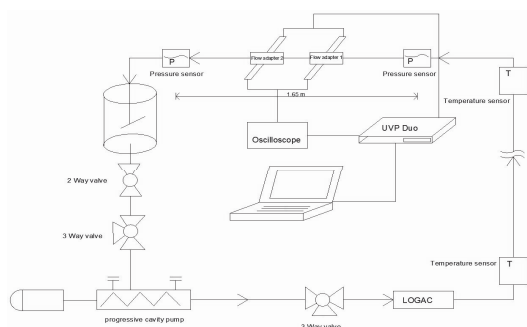 P
Pressure sensor
Flow adapter 2
Flow adapter 1
P
Pressure sensor
1.65 m
T
Temperature sensor
Oscilloscope
UVP Duo
2 Way valve
3 Way valve
T
Temperature sensor
LOGAC
progressive cavity pump
3 Way valve